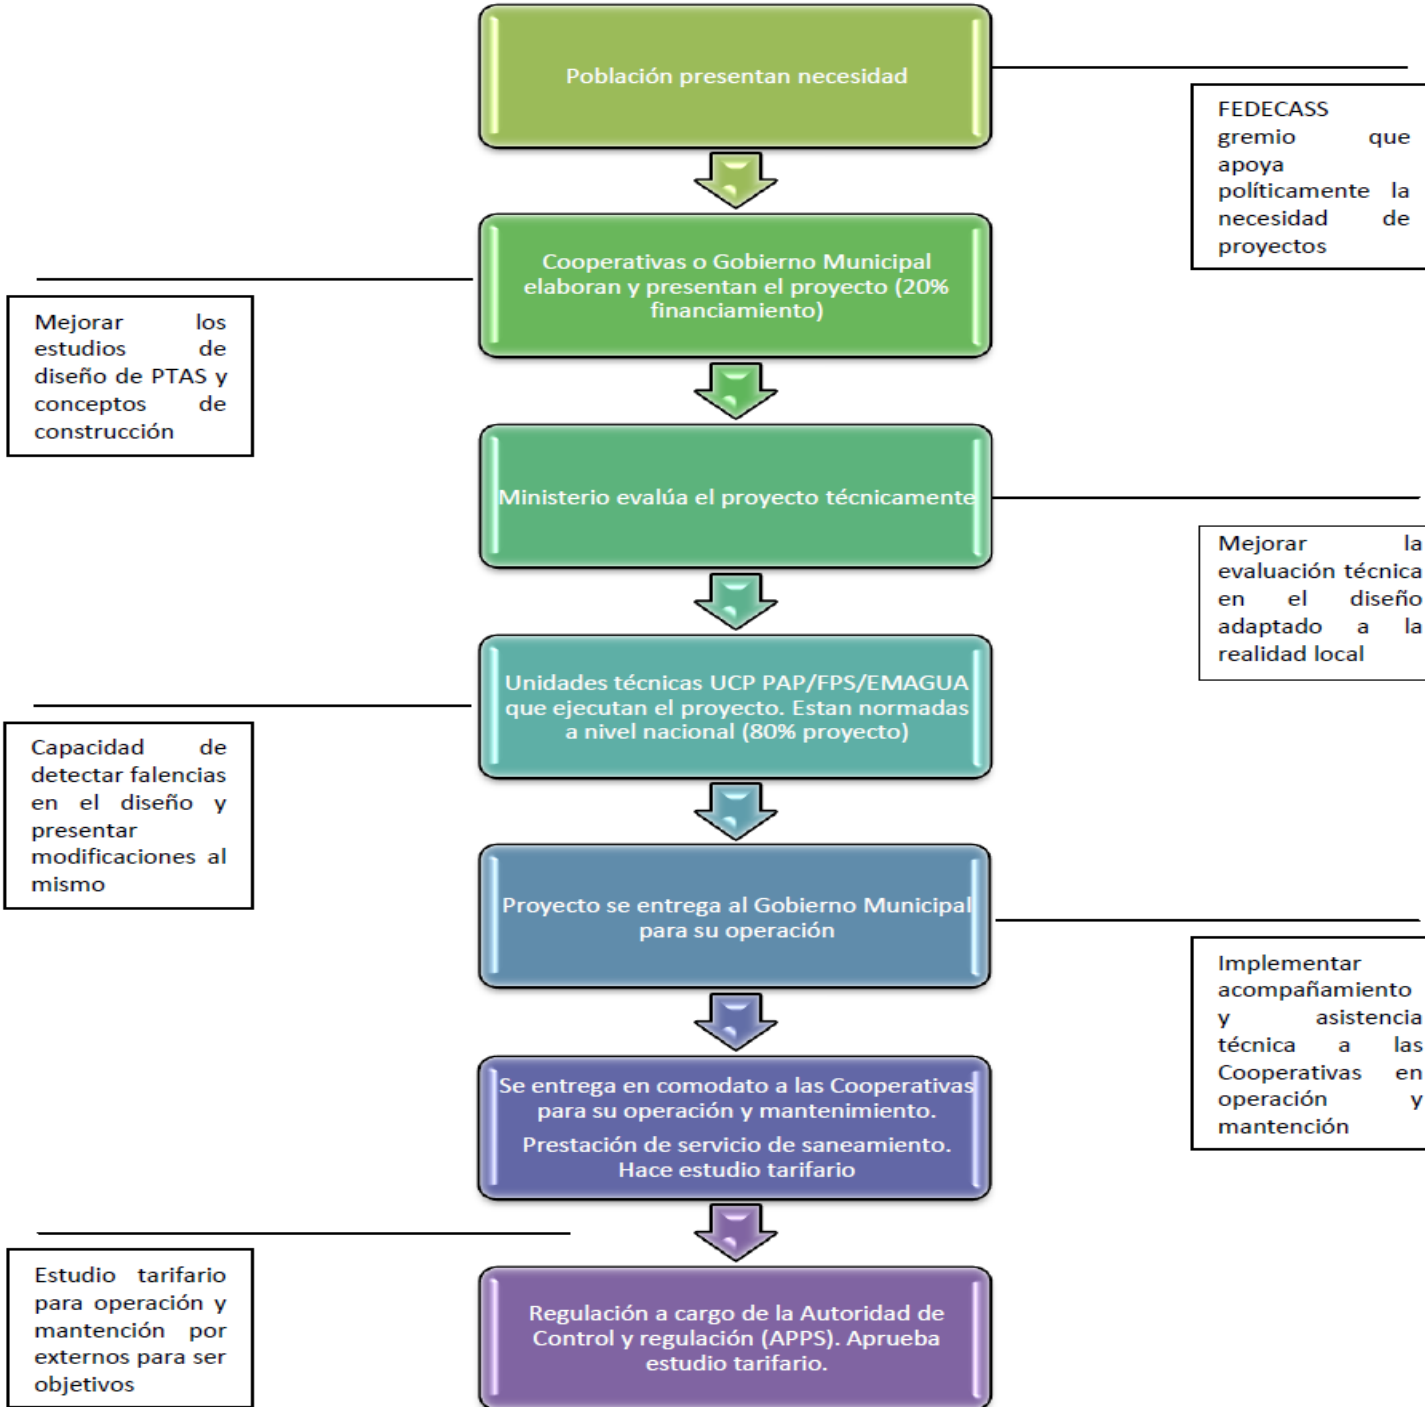 Población presentan necesidad
FEDECASS
gremio que
apoya
políticamente la
necesidad de
proyectos
Cooperativas o Gobierno Municipal
elaboran y presentan el proyecto (20%
financiamiento)
Mejorar los
estudios de
diseño de PTAS y
conceptos de
construcción
Ministerio evalúa el proyecto técnicamente
Mejorar la
evaluación técnica
en el diseño
adaptado a la
realidad local
Unidades técnicas UCP PAP/FPS/EMAGUA
que ejecutan el proyecto. Estan normadas
a nivel nacional (80% proyecto)
Capacidad de
detectar falencias
en el diseño y
presentar
modificaciones al
mismo
Proyecto se entrega al Gobierno Municipal
para su operación
Implementar
acompañamiento
y asistencia
técnica a las
Cooperativas en
operación y
mantención
Se entrega en comodato a las Cooperativas
para su operación y mantenimiento.
Prestación de servicio de saneamiento.
Hace estudio tarifario
Estudio tarifario
para operación y
mantención por
externos para ser
objetivos
Regulación a cargo de la Autoridad de
Control y regulación (APPS). Aprueba
estudio tarifario.